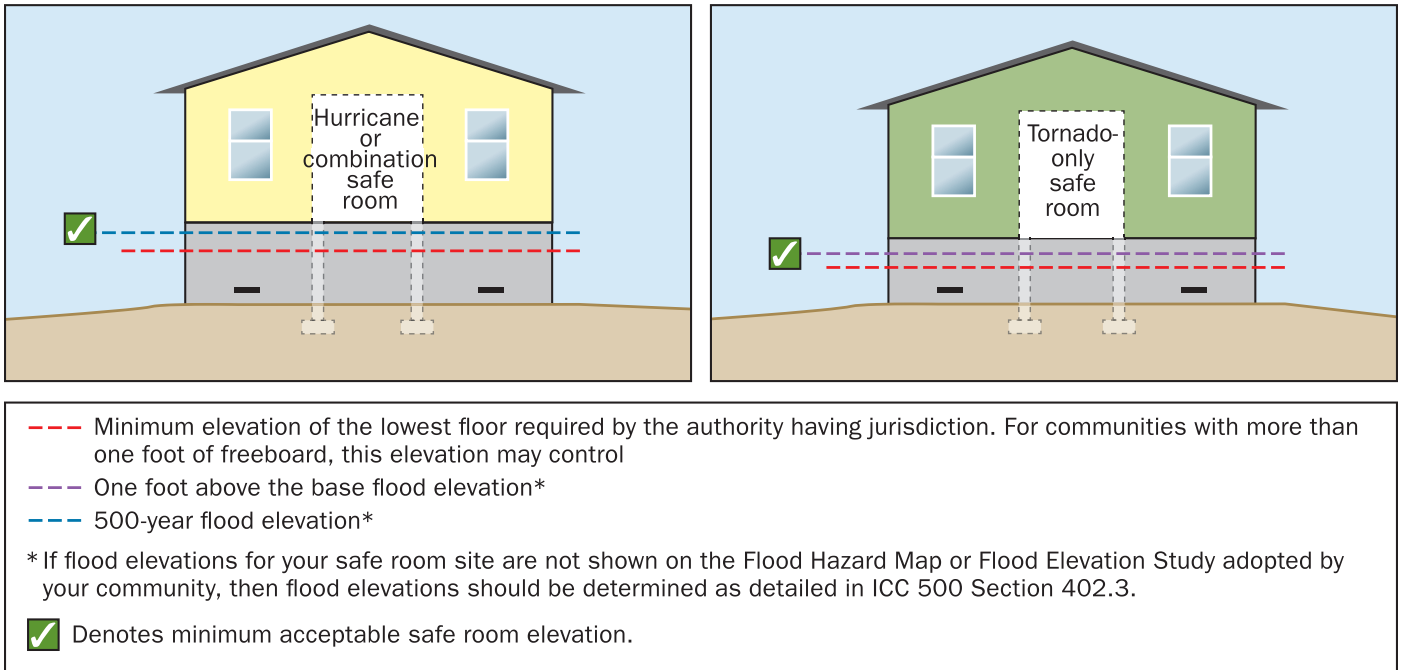 Hurricane
or
combination
safe
room
Tornado-
only
safe
room
Minimum elevation of the lowest floor required by the authority having jurisdiction. For communities with more than
one foot of freeboard, this elevation may control
One foot above the base flood elevation*
500-year flood elevation*
* If flood elevations for your safe room site are not shown on the Flood Hazard Map or Flood Elevation Study adopted by
your community, then flood elevations should be determined as detailed in ICC 500 Section 402.3.
Denotes minimum acceptable safe room elevation.